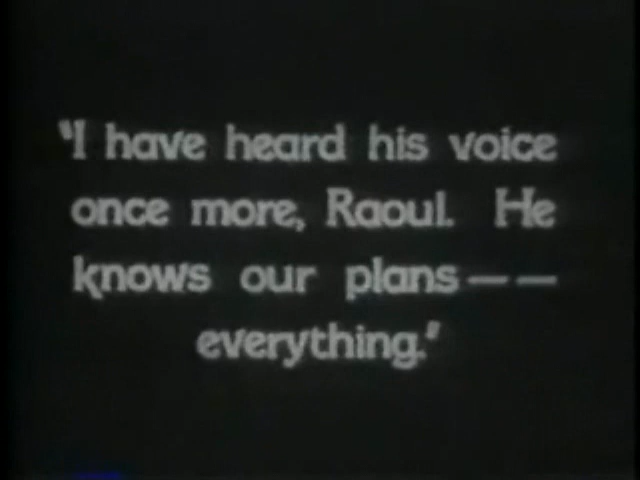 "I have heard his voice
once more, Raoul. He
knows our plans——
everything."